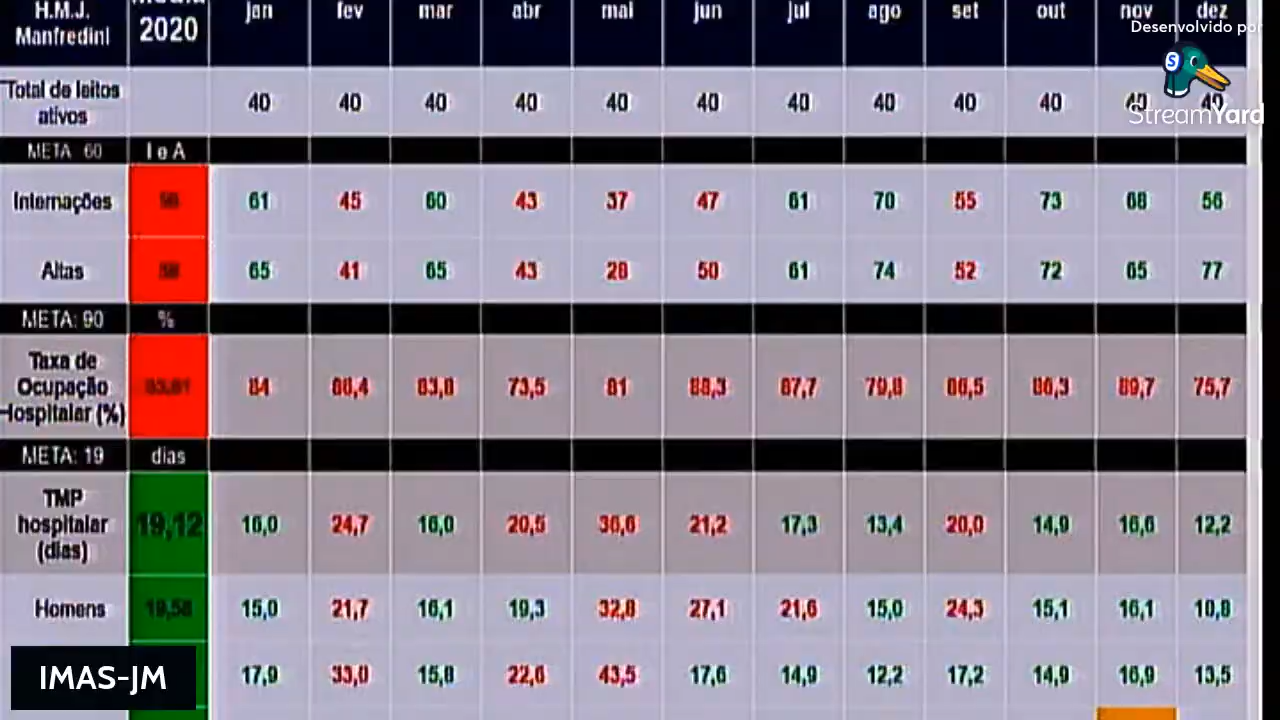 H.M.J.
Manfredini
2020
jan fev mar abr mai jun jul ago set out nov dez
Desenvolvido por
StreamYard
Total de leitos
ativos
40 40 40 40 40 40 40 40 40 40 40 40
META 60 I e A
Internações 61 45 60 43 37 47 61 70 55 73 68 56
Altas 65 41 65 43 28 50 61 74 52 72 65 77
META: 90 %
Taxa de
Ocupação
Hospitalar (%)
84 83,8 73,5 81 88,3 87,7 79,8 86,3 89,7 75,7
META: 19 dias
TMP
hospitalar
(dias)
19,12 16,0 24,7 16,0 20,5 36,6 21,2 17,3 13,4 20,0 14,9 16,6 12,2
Homens 15,0 21,7 16,1 19,3 32,8 27,1 21,6 15,0 24,3 15,1 16,1 10,8
IMAS-JM
17,9 33,0 15,8 22,6 43,5 17,6 14,9 12,2 17,2 14,9 16,9 13,5